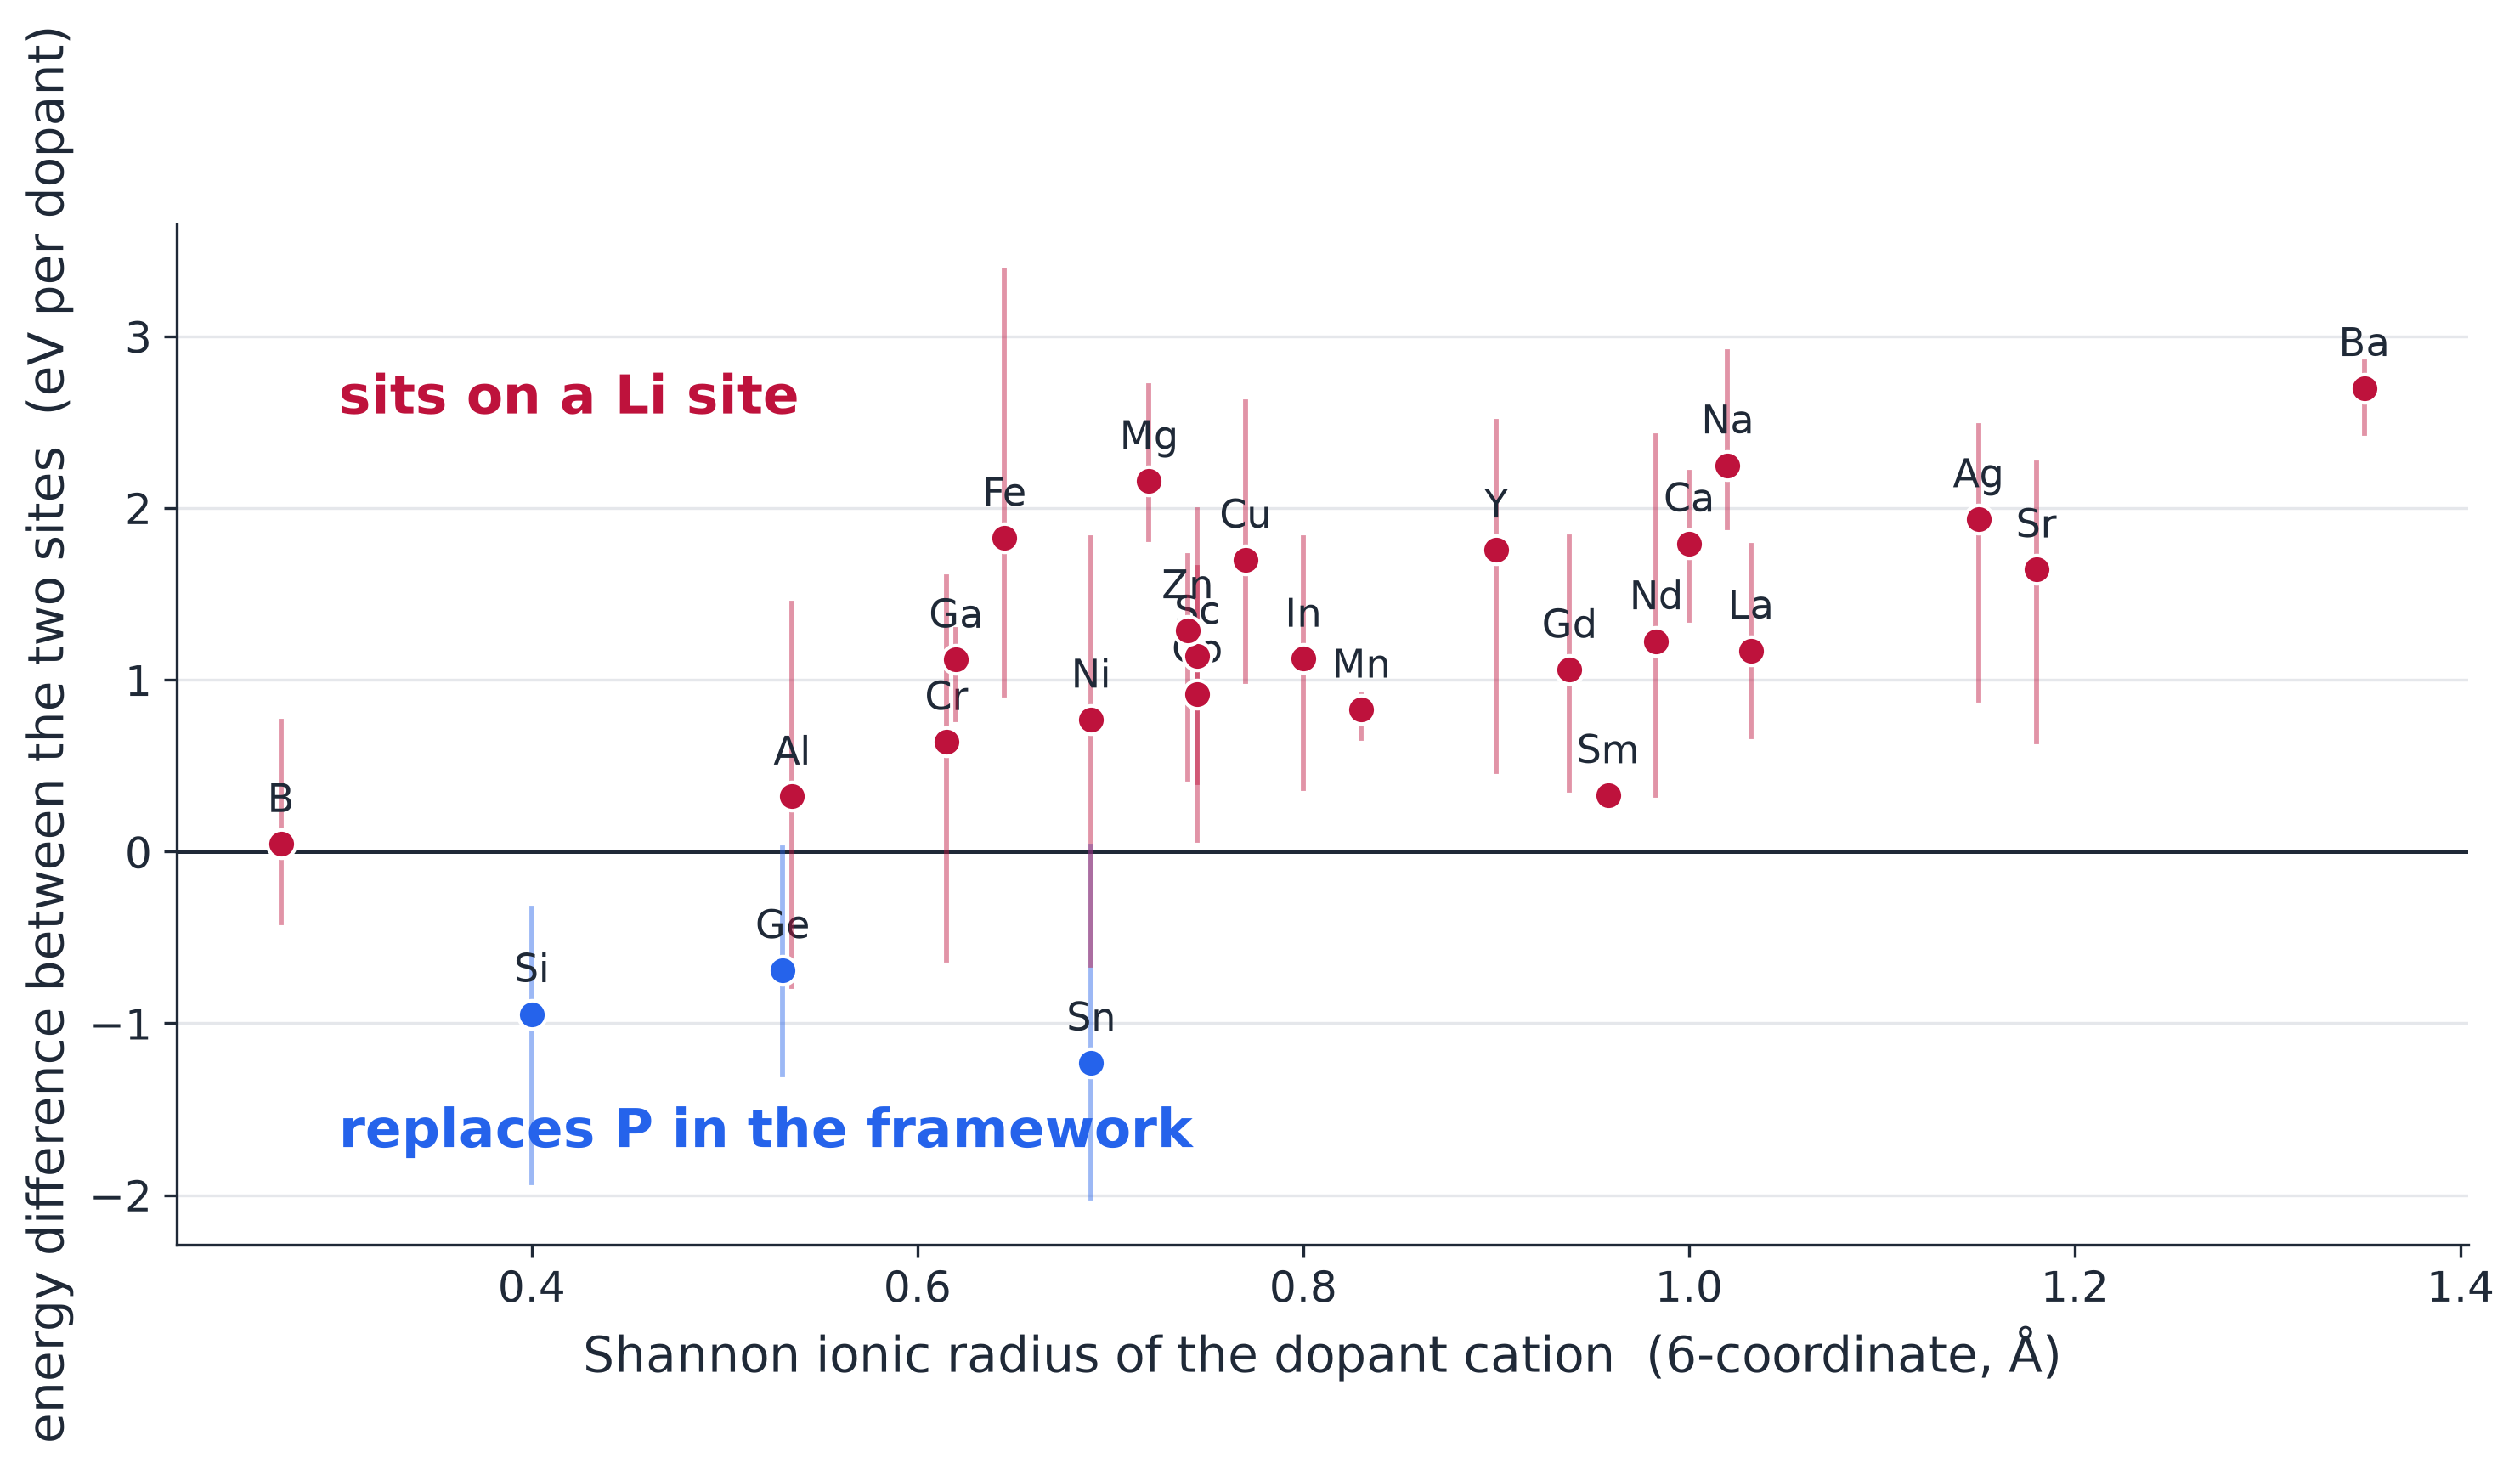 energy difference between the two sites (eV per dopant)
3
2
1
0
−1
−2
sits on a Li site
replaces P in the framework
Ba
Na
Mg
Ag
Fe
Ca
Y
Cu
Sr
Zn
Sc
Ga
In
Nd
La
Gd
Ni
Mn
Cr
Al
Sm
B
Ge
Si
Sn
0.4
0.6
0.8
1.0
1.2
1.4
Shannon ionic radius of the dopant cation (6-coordinate, Å)